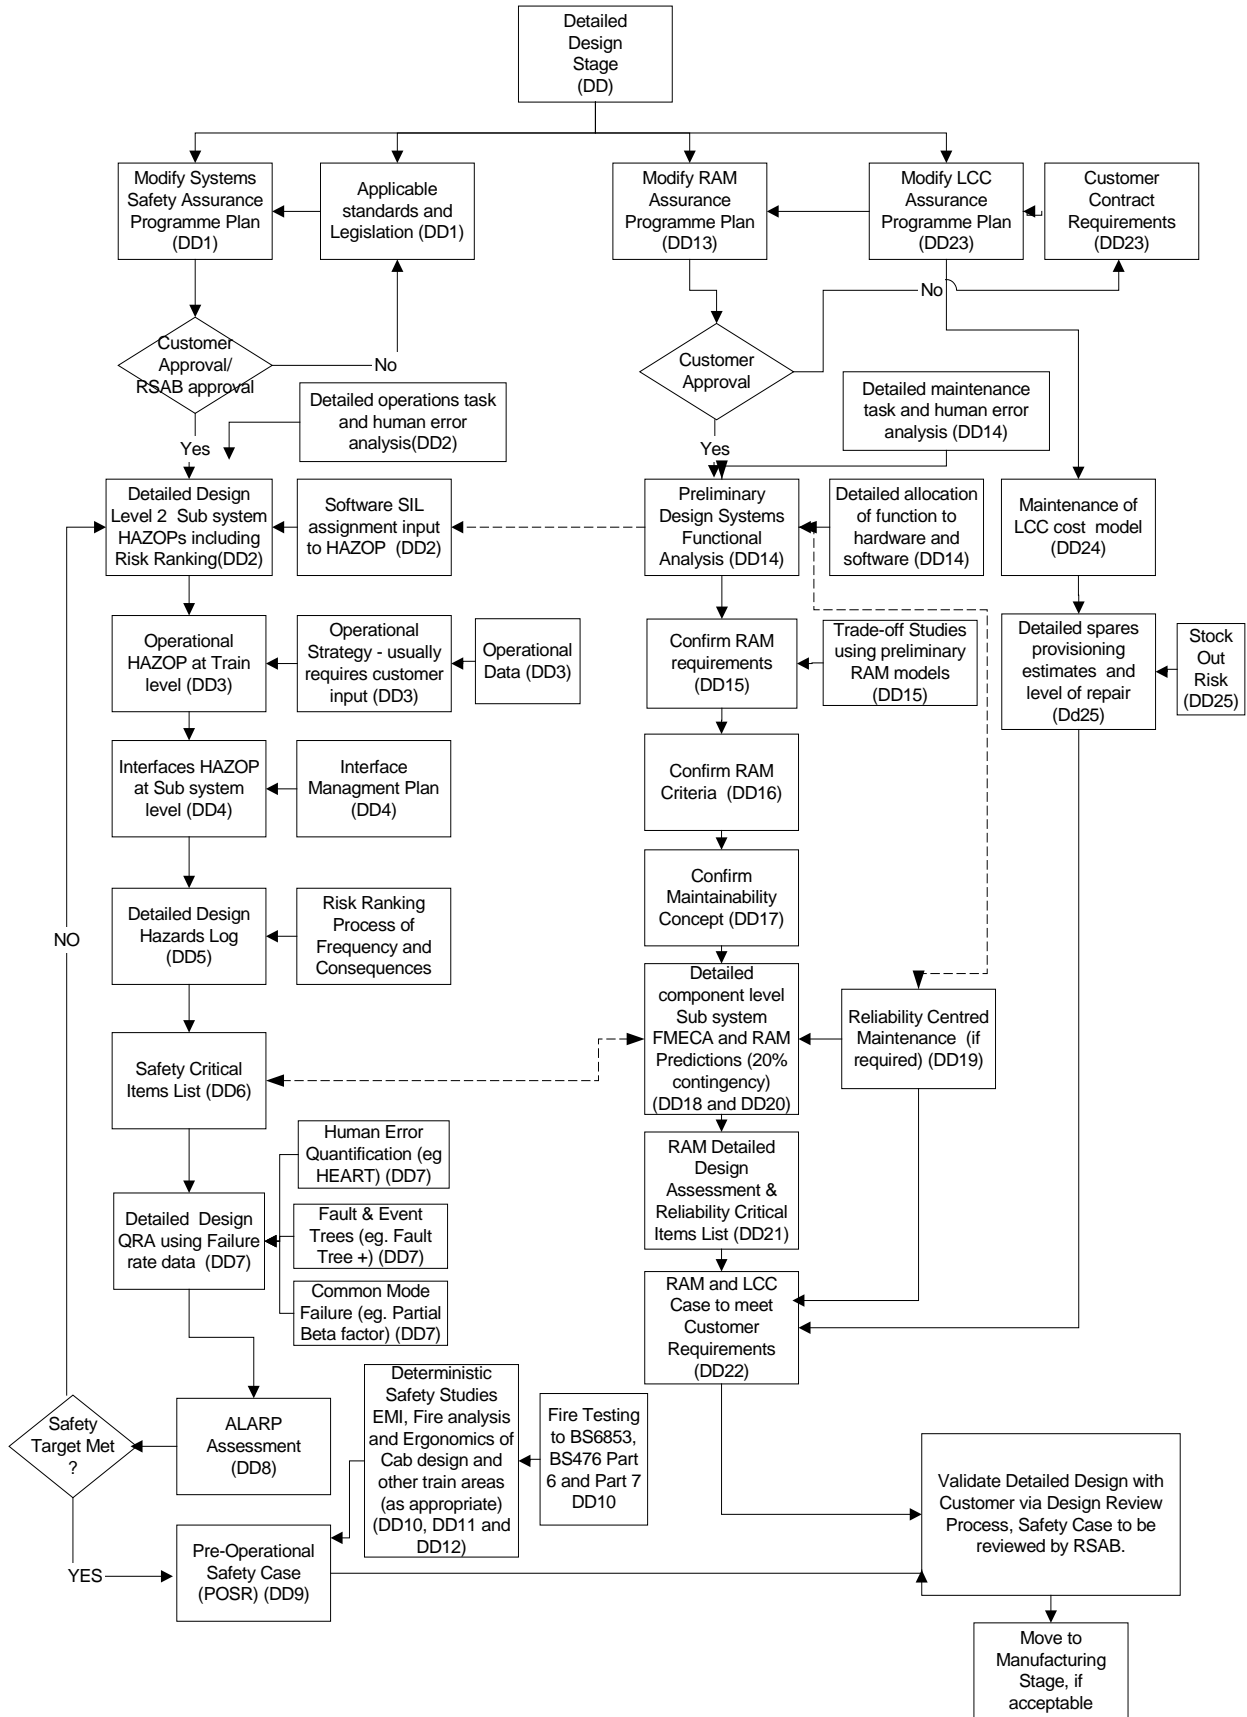 Detailed
Design
Stage
(DD)
Modify Systems
Safety Assurance
Programme Plan
(DD1)
Applicable
standards and
Legislation (DD1)
Modify RAM
Assurance
Programme Plan
(DD13)
Modify LCC
Assurance
Programme Plan
(DD23)
Customer
Contract
Requirements
(DD23)
No
Customer
Approval/
RSAB approval
No
Customer
Approval
Detailed operations task
and human error
analysis(DD2)
Detailed maintenance
task and human error
analysis (DD14)
Yes
Yes
Detailed Design
Level 2  Sub system
HAZOPs including
Risk Ranking(DD2)
Software SIL
assignment input
to HAZOP  (DD2)
Preliminary
Design Systems
Functional
Analysis (DD14)
Detailed allocation
of function to
hardware and
software (DD14)
Maintenance of
LCC cost  model
(DD24)
Operational
HAZOP at Train
level (DD3)
Operational
Strategy - usually
requires customer
input (DD3)
Operational
Data (DD3)
Confirm RAM
requirements
(DD15)
Trade-off Studies
using preliminary
RAM models
(DD15)
Detailed spares
provisioning
estimates  and
level of repair
(Dd25)
Stock
Out
Risk
(DD25)
Interfaces HAZOP
at Sub system
level (DD4)
Interface
Managment Plan
(DD4)
Confirm RAM
Criteria  (DD16)
Confirm
Maintainability
Concept (DD17)
Detailed Design
Hazards Log
(DD5)
Risk Ranking
Process of
Frequency and
Consequences
NO
Detailed
component level
Sub system
FMECA and RAM
Predictions (20%
contingency)
(DD18 and DD20)
Reliability Centred
Maintenance  (if
required) (DD19)
Safety Critical
Items List (DD6)
Human Error
Quantification (eg
HEART) (DD7)
RAM Detailed
Design
Assessment &
Reliability Critical
Items List (DD21)
Detailed  Design
QRA using Failure
rate data  (DD7)
Fault & Event
Trees (eg. Fault
Tree +) (DD7)
Common Mode
Failure (eg. Partial
Beta factor) (DD7)
RAM and LCC
Case to meet
Customer
Requirements
(DD22)
Safety
Target Met
?
ALARP
Assessment
(DD8)
Deterministic
Safety Studies
EMI, Fire analysis
and Ergonomics of
Cab design and
other train areas
(as appropriate)
(DD10, DD11 and
DD12)
Fire Testing
to BS6853,
BS476 Part
6 and Part 7
DD10
Validate Detailed Design with
Customer via Design Review
Process, Safety Case to be
reviewed by RSAB.
YES
Pre-Operational
Safety Case
(POSR) (DD9)
Move to
Manufacturing
Stage, if
acceptable